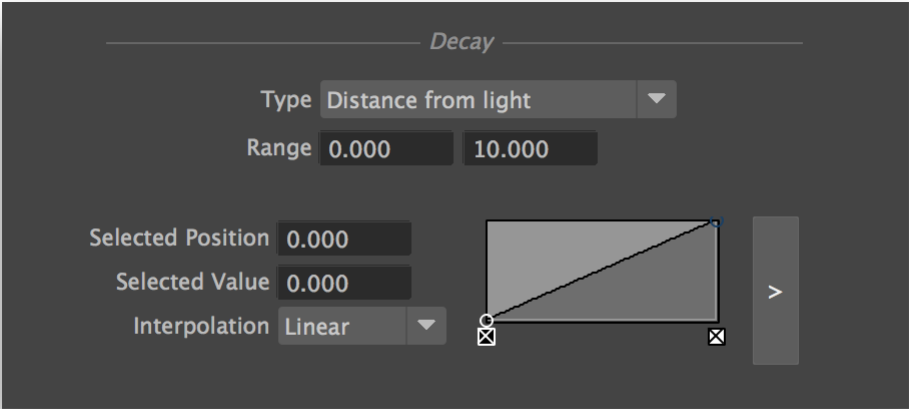 Decay
Type Distance from light
Range 0.000 10.000
Selected Position 0.000
Selected Value 0.000
Interpolation Linear
>